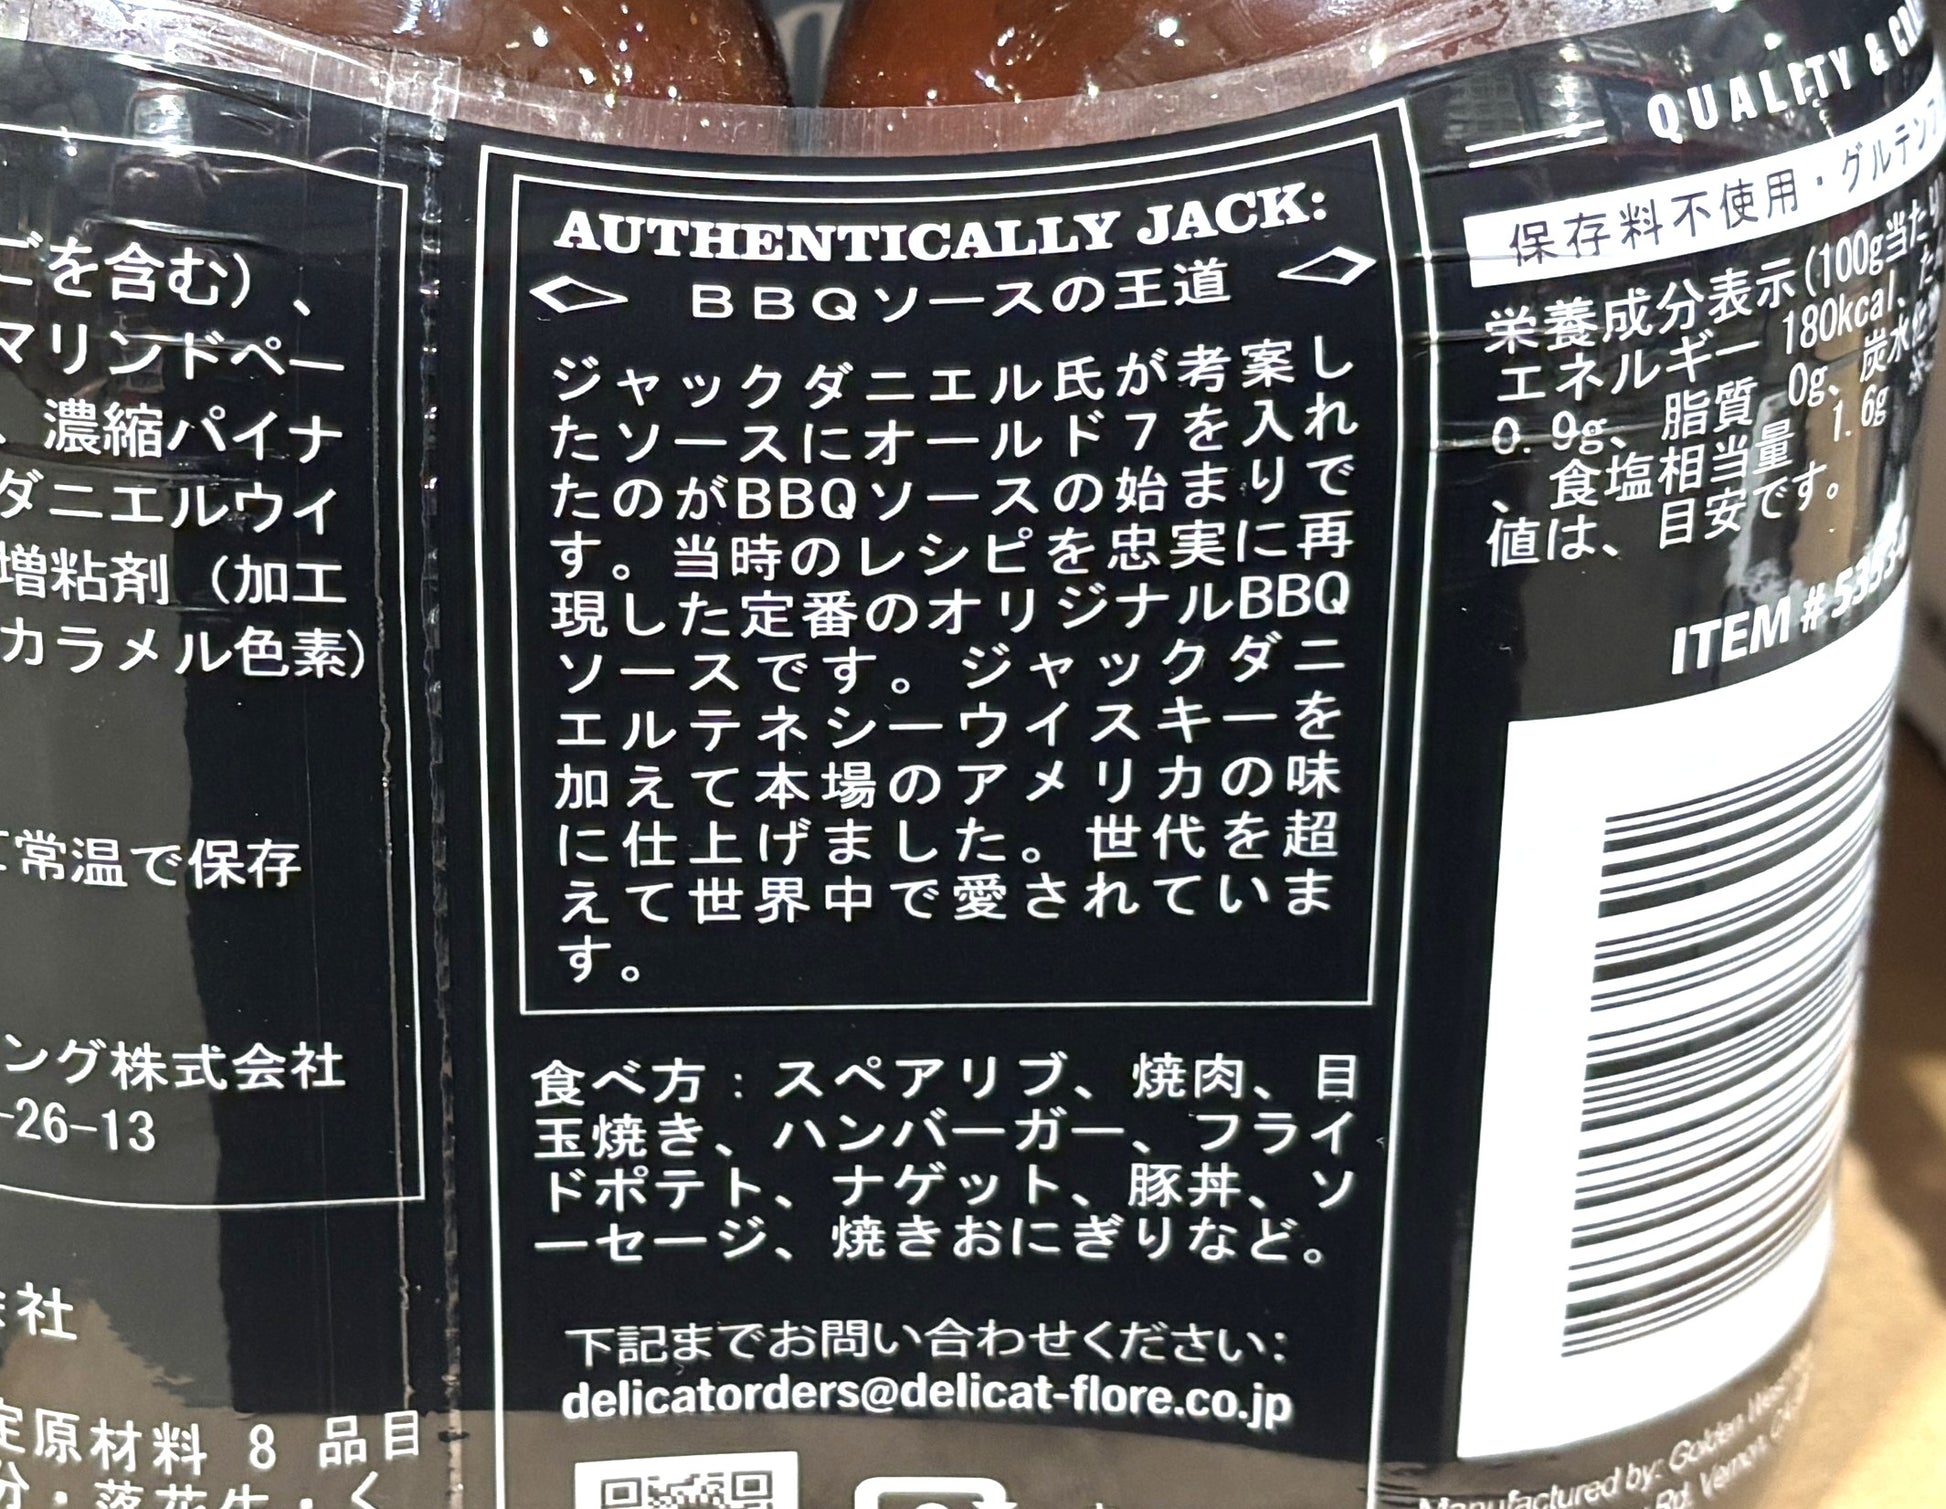 ごを含む）、
マリンドペー
、濃縮パイナ
ダニエルウイ
増粘剤（加工
カラメル色素）
常温で保存
ング株式会社
-26-13
社
原材料 8 品目
・落花生・く
AUTHENTICALLY JACK:
BBQソースの王道
ジャックダニエル氏が考案し
たソースにオールド7を入れ
たのがBBQソースの始まりで
す。当時のレシピを忠実に再
現した定番のオリジナルBBQ
ソースです。ジャックダニ
エルテネシーウイスキーを
加えて本場のアメリカの味
に仕上げました。世代を超
えて世界中で愛されていま
す。
食べ方：スペアリブ、焼肉、目
玉焼き、ハンバーガー、フライ
ドポテト、ナゲット、豚丼、ソ
ーセージ、焼きおにぎりなど。
下記までお問い合わせください：
delicatorders@delicat-flore.co.jp
QUALITY &
保存料不使用・グルテン
栄養成分表示(100g当たり
エネルギー 180kcal、
0.9g、脂質 0g、炭水
、食塩相当量 1.6g
値は、目安です。
ITEM #
Manufactured by: Golden West
Rd. Vernon,